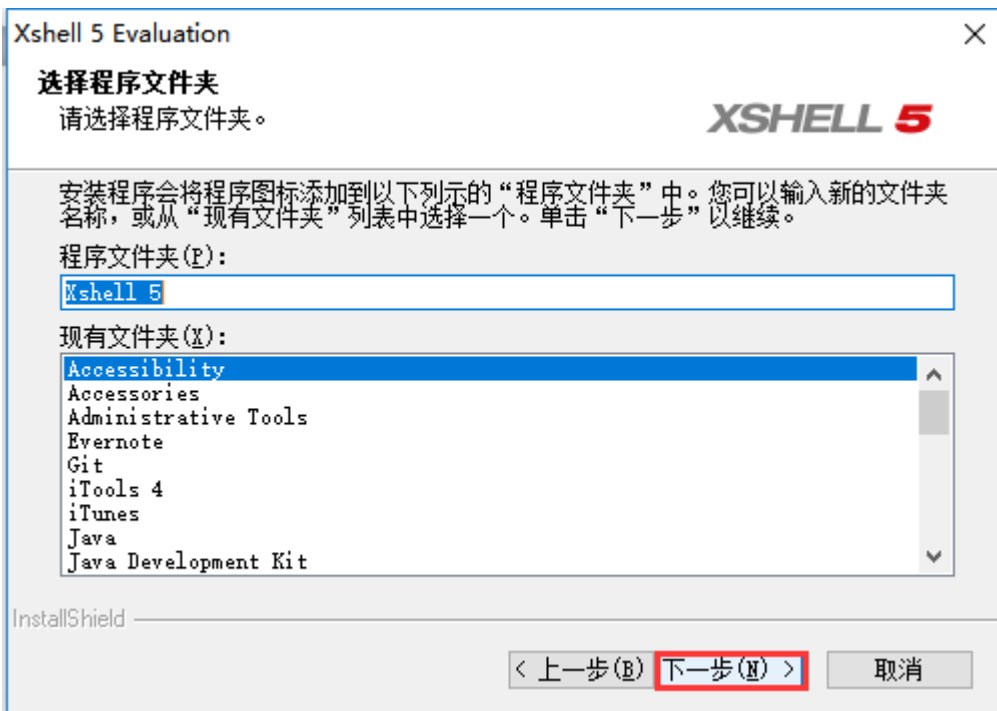 Xshell 5 Evaluation
选择程序文件夹
请选择程序文件夹。
XSHELL 5
安装程序会将程序图标添加到以下列示的“程序文件夹”中。您可以输入新的文件夹
名称，或从“现有文件夹”列表中选择一个。单击“下一步”以继续。
程序文件夹(P)：
Xshell 5
现有文件夹(X)：
Accessibility
Accessories
Administrative Tools
Evernote
Git
iTools 4
iTunes
Java
Java Development Kit
InstallShield
< 上一步(B) 下一步(N) > 取消